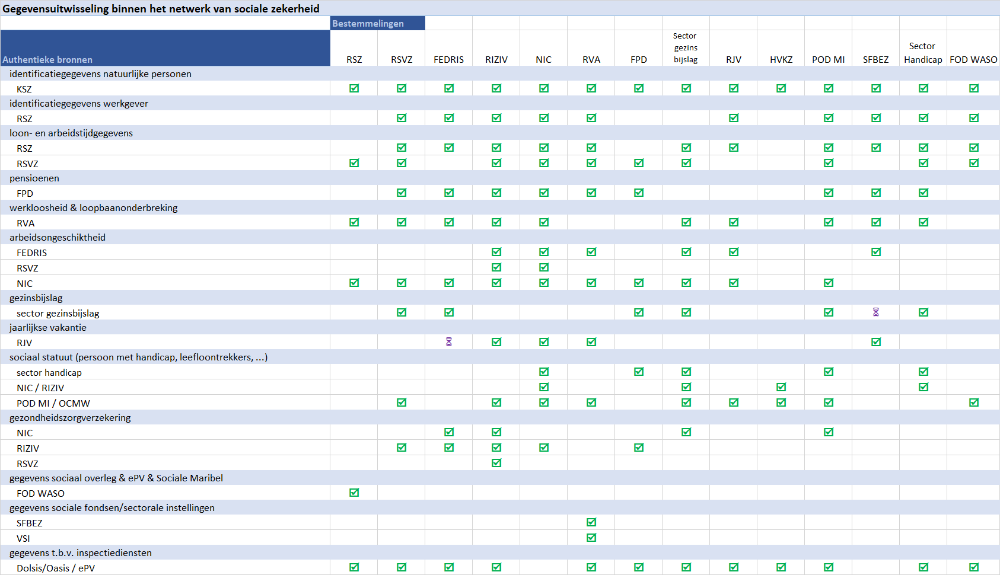 Gegevensuitwisseling binnen het netwerk van sociale zekerheid
Bestemmelingen
Authentieke bronnen RSZ RSVZ FEDRIS RIZIV NIC RVA FPD Sector gezins bijslag RJV HVKZ POD MI SFBEZ Sector Handicap FOD WASO
identificatiegegevens natuurlijke personen
KSZ
identificatiegegevens werkgever
RSZ
loon- en arbeidstijdgegevens
RSZ
RSVZ
pensioenen
FPD
werkloosheid & loopbaanonderbreking
RVA
arbeidsongeschiktheid
FEDRIS
RSVZ
NIC
gezinsbijslag
sector gezinsbijslag
jaarlijkse vakantie
RJV
sociaal statuut (persoon met handicap, leefloontrekkers, ...)
sector handicap
NIC / RIZIV
POD MI / OCMW
gezondheidszorgverzekering
NIC
RIZIV
RSVZ
gegevens sociaal overleg & ePV & Sociale Maribel
FOD WASO
gegevens sociale fondsen/sectorale instellingen
SFBEZ
VSI
gegevens t.b.v. inspectiediensten
Dolsis/Oasis / ePV